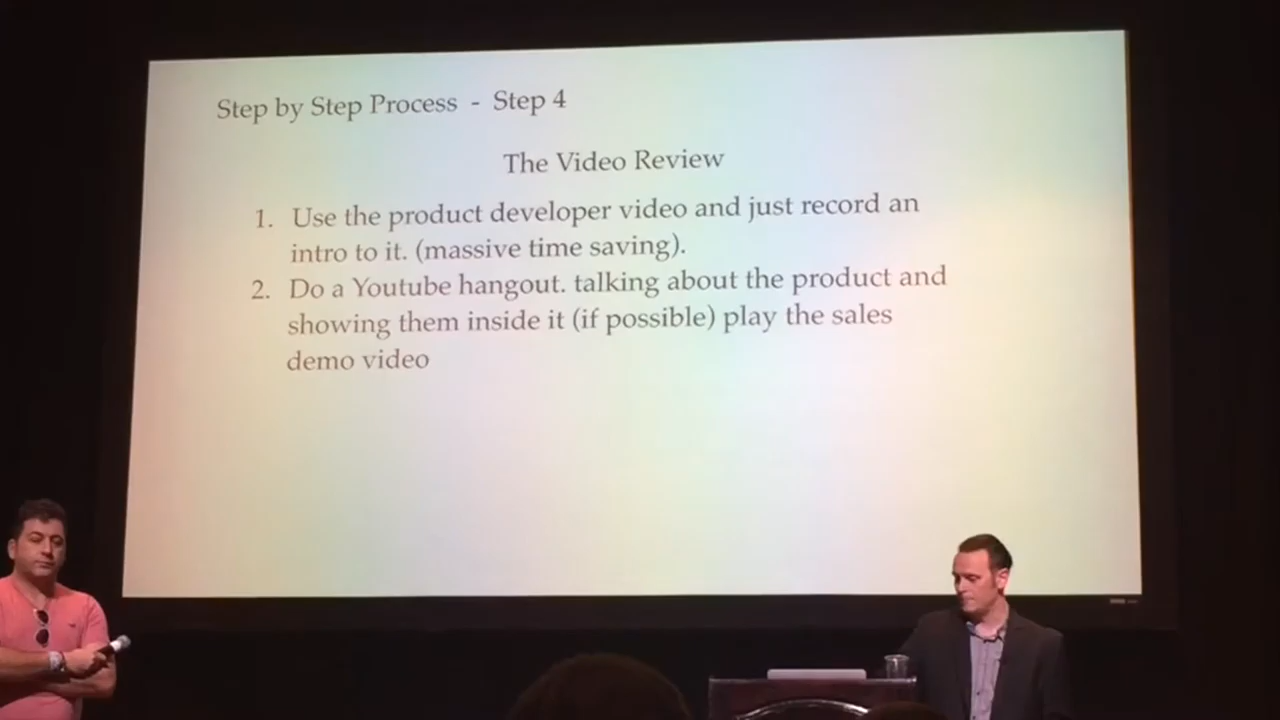 Step by Step Process - Step 4
The Video Review
1. Use the product developer video and just record an
intro to it. (massive time saving).
2. Do a Youtube hangout. talking about the product and
showing them inside it (if possible) play the sales
demo video